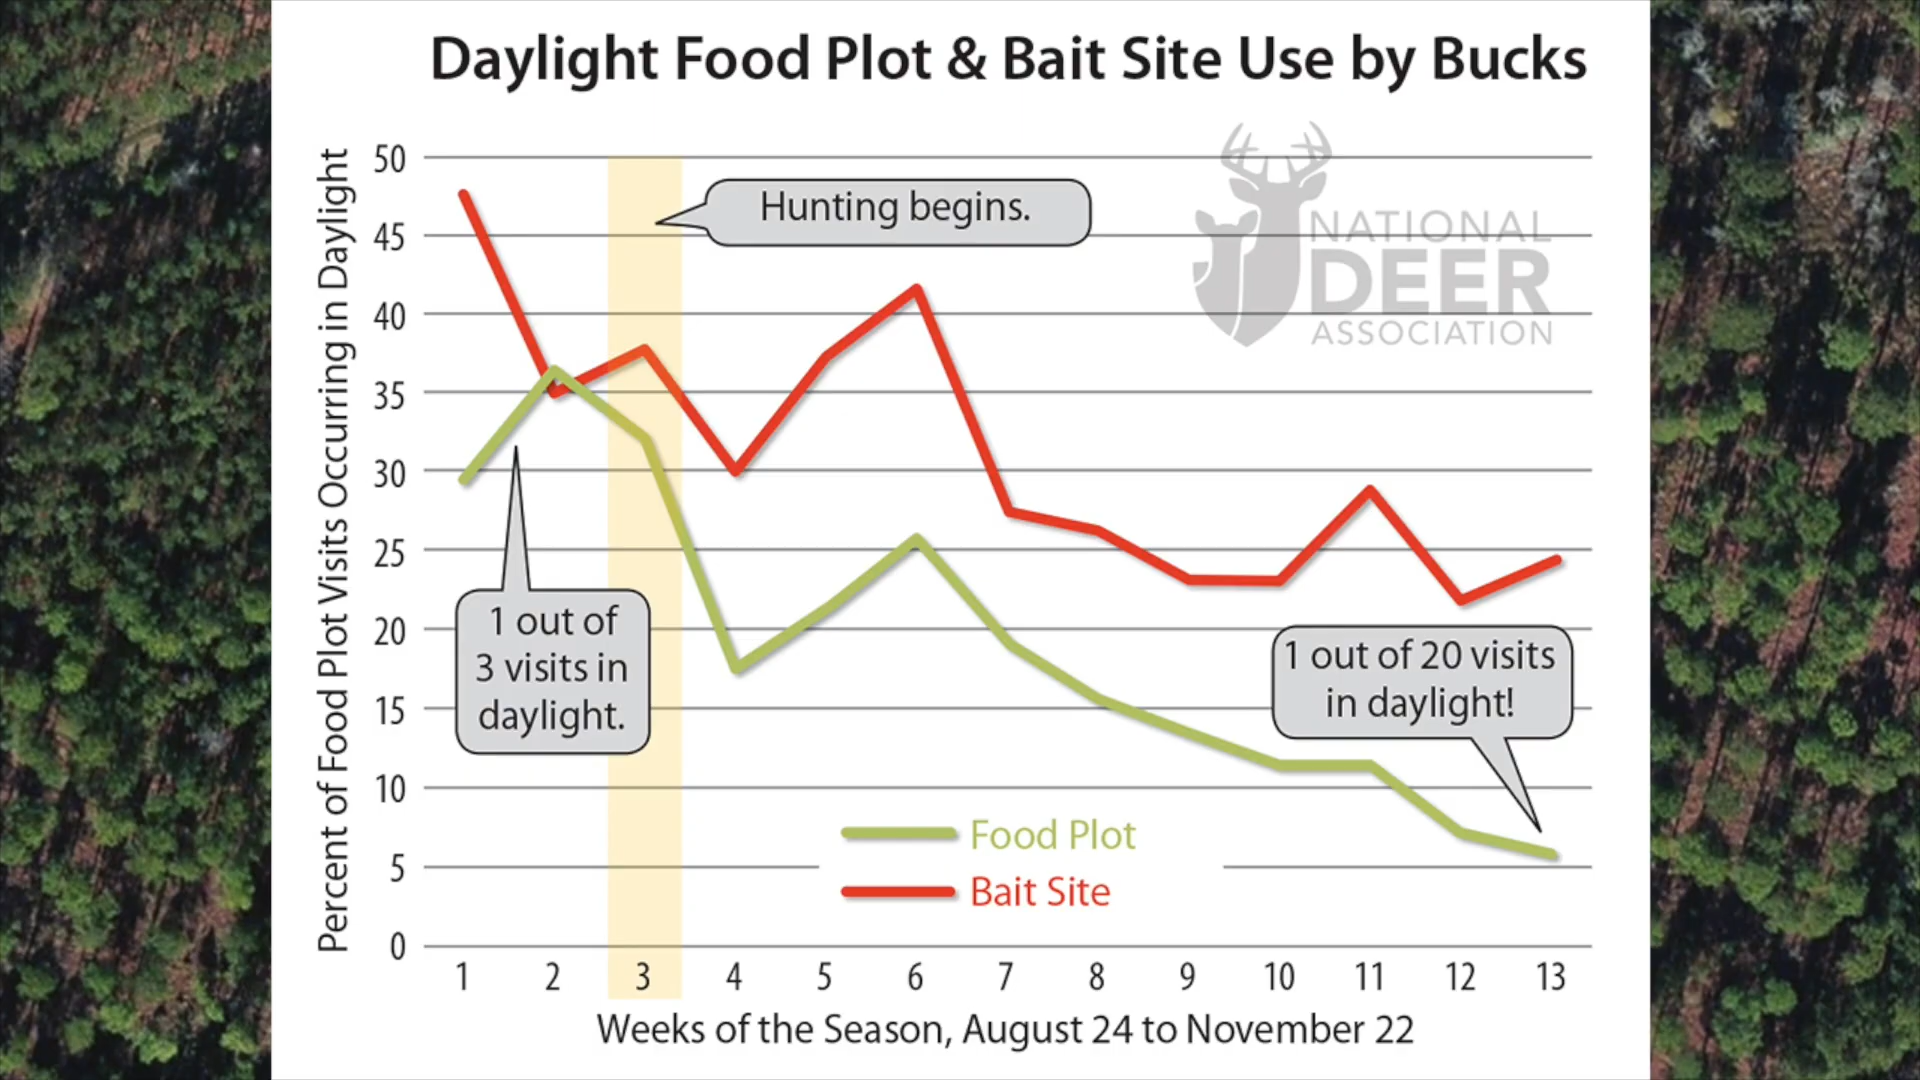 Daylight Food Plot & Bait Site Use by Bucks
Percent of Food Plot Visits Occurring in Daylight
50
45
40
35
30
25
20
15
10
5
0
Hunting begins.
NATIONAL
DEER
ASSOCIATION
1 out of
3 visits in
daylight.
1 out of 20 visits
in daylight!
Food Plot
Bait Site
1 2 3 4 5 6 7 8 9 10 11 12 13
Weeks of the Season, August 24 to November 22